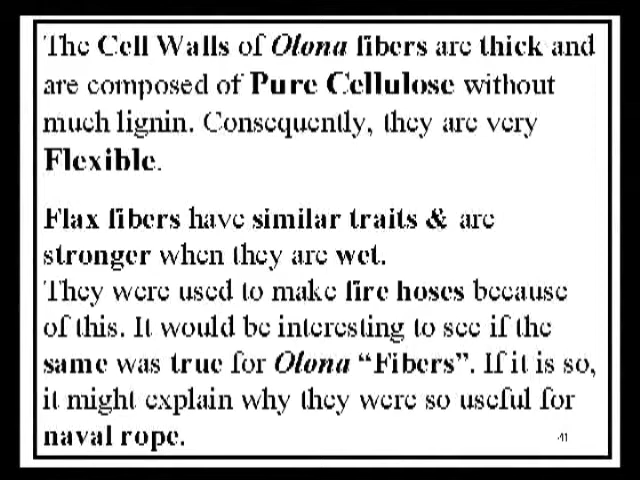 The Cell Walls of Olona fibers are thick and
are composed of Pure Cellulose without
much lignin. Consequently, they are very
Flexible.
Flax fibers have similar traits & are
stronger when they are wet.
They were used to make fire hoses because
of this. It would be interesting to see if the
same was true for Olona “Fibers”. If it is so,
it might explain why they were so useful for
naval rope.
41